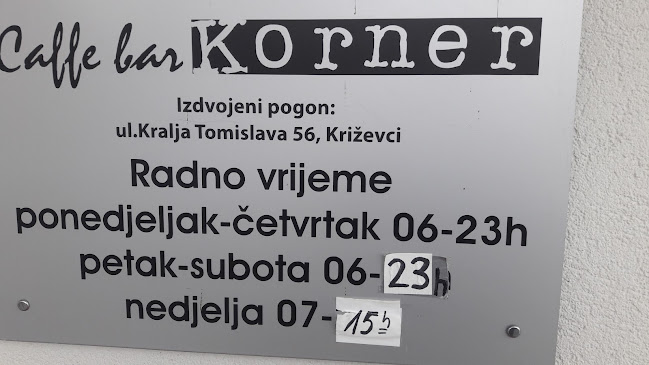 Caffe bar Korner
Izdvojeni pogon:
ul.Kralja Tomislava 56, Križevci
Radno vrijeme
ponedjeljak-četvrtak 06-23h
petak-subota 06-23h
nedjelja 07-15h